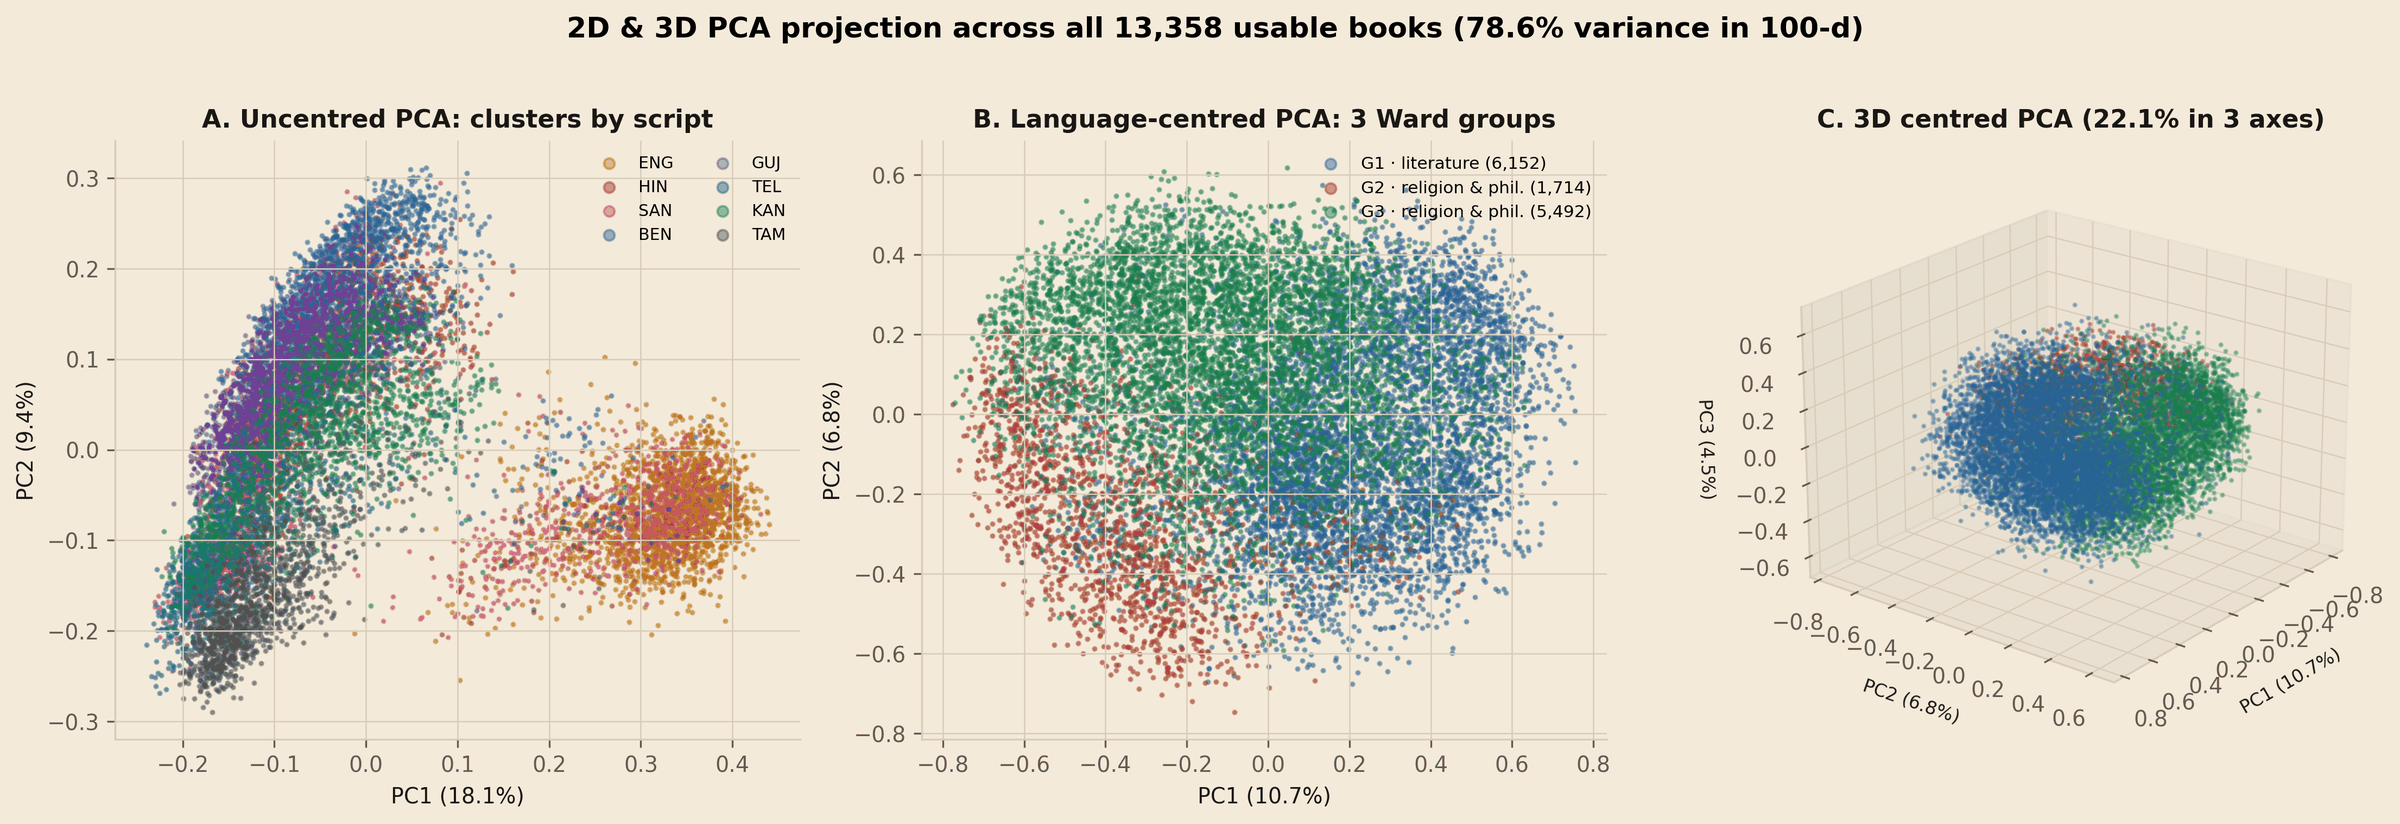 2D & 3D PCA projection across all 13,358 usable books (78.6% variance in 100-d)
A. Uncentred PCA: clusters by script
ENG
HIN
SAN
BEN
GUJ
TEL
KAN
TAM
0.3
0.2
0.1
0.0
−0.1
−0.2
−0.3
PC2 (9.4%)
−0.2
−0.1
0.0
0.1
0.2
0.3
0.4
PC1 (18.1%)
B. Language-centred PCA: 3 Ward groups
G1 · literature (6,152)
G2 · religion & phil. (1,714)
G3 · religion & phil. (5,492)
0.6
0.4
0.2
0.0
−0.2
−0.4
−0.6
−0.8
PC2 (6.8%)
−0.8
−0.6
−0.4
−0.2
0.0
0.2
0.4
0.6
0.8
PC1 (10.7%)
C. 3D centred PCA (22.1% in 3 axes)
0.6
0.4
0.2
0.0
−0.2
−0.4
−0.6
PC3 (4.5%)
−0.8
−0.6
−0.4
−0.2
0.0
0.2
0.4
0.6
PC2 (6.8%)
−0.8
−0.6
−0.4
−0.2
0.0
0.2
0.4
0.6
0.8
PC1 (10.7%)